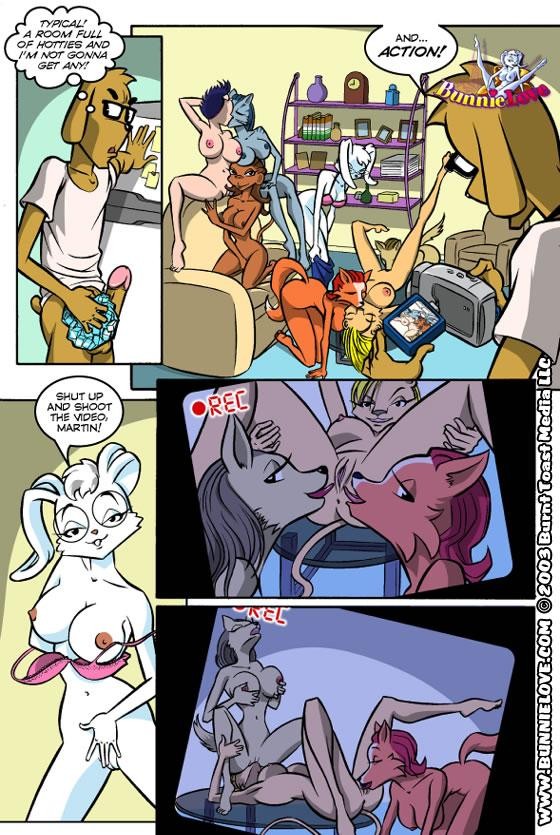 TYPICAL!
A ROOM FULL
OF HOTTIES AND
I'M NOT GONNA
GET ANY!
AND...
ACTION!
BunnieLove
SHUT UP
AND SHOOT
THE VIDEO,
MARTIN!
REC
REC
WWW.BUNNIELOVE.COM © 2003 Burnt Toast Media LLC